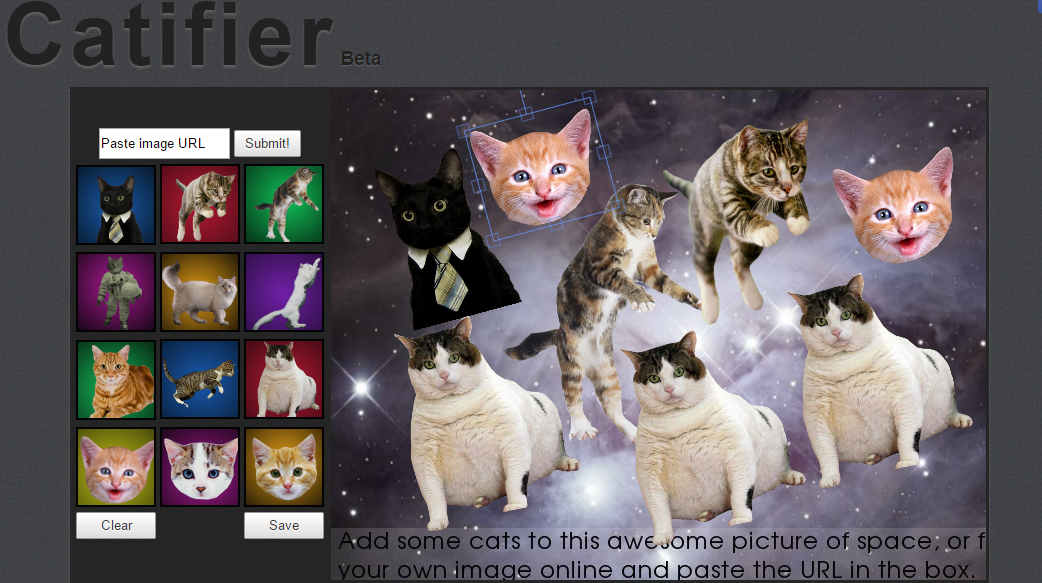 Catifier
Beta
Paste image URL
Submit!
Clear
Save
Add some cats to this awesome picture of space, or f
your own image online and paste the URL in the box.